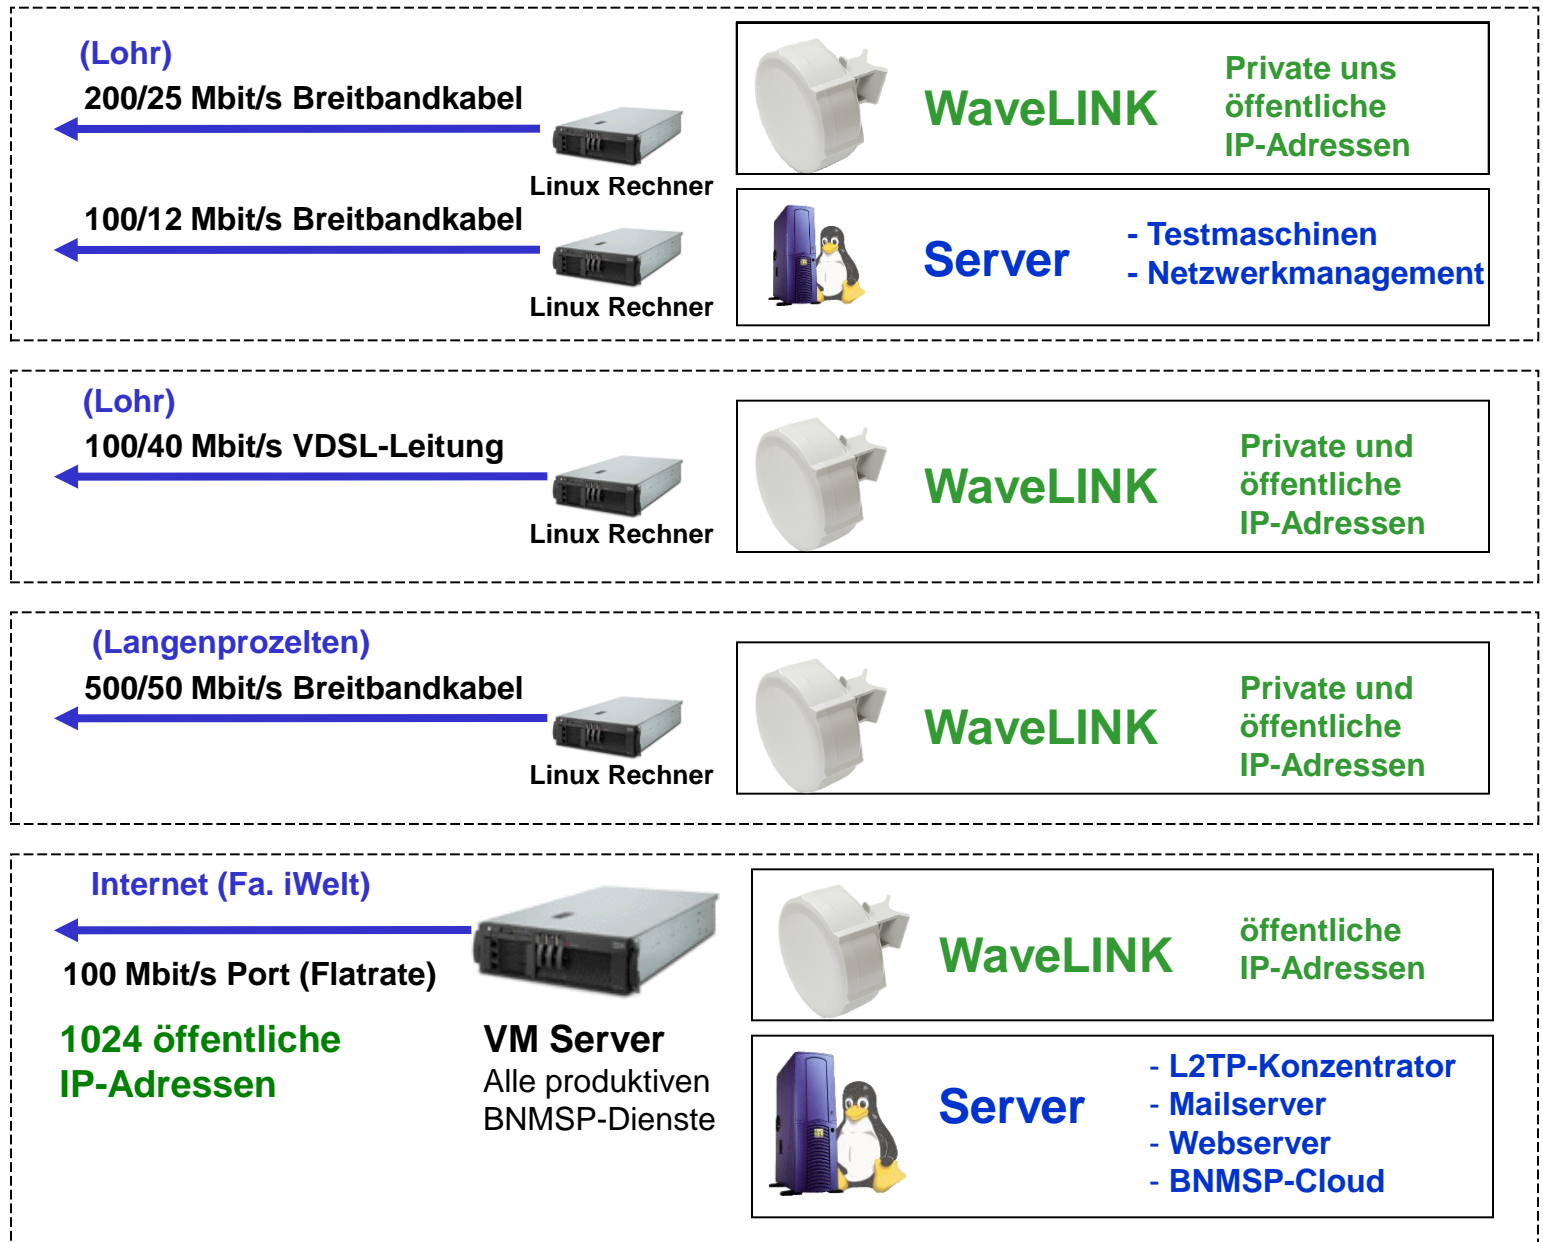 (Lohr)
200/25 Mbit/s Breitbandkabel
Linux Rechner
100/12 Mbit/s Breitbandkabel
Linux Rechner
WaveLINK
Private uns
öffentliche
IP-Adressen
Server
- Testmaschinen
- Netzwerkmanagement
(Lohr)
100/40 Mbit/s VDSL-Leitung
Linux Rechner
WaveLINK
Private und
öffentliche
IP-Adressen
(Langenprozelten)
500/50 Mbit/s Breitbandkabel
Linux Rechner
WaveLINK
Private und
öffentliche
IP-Adressen
Internet (Fa. iWelt)
100 Mbit/s Port (Flatrate)
1024 öffentliche
IP-Adressen
VM Server
Alle produktiven
BNMSP-Dienste
WaveLINK
öffentliche
IP-Adressen
Server
- L2TP-Konzentrator
- Mailserver
- Webserver
- BNMSP-Cloud